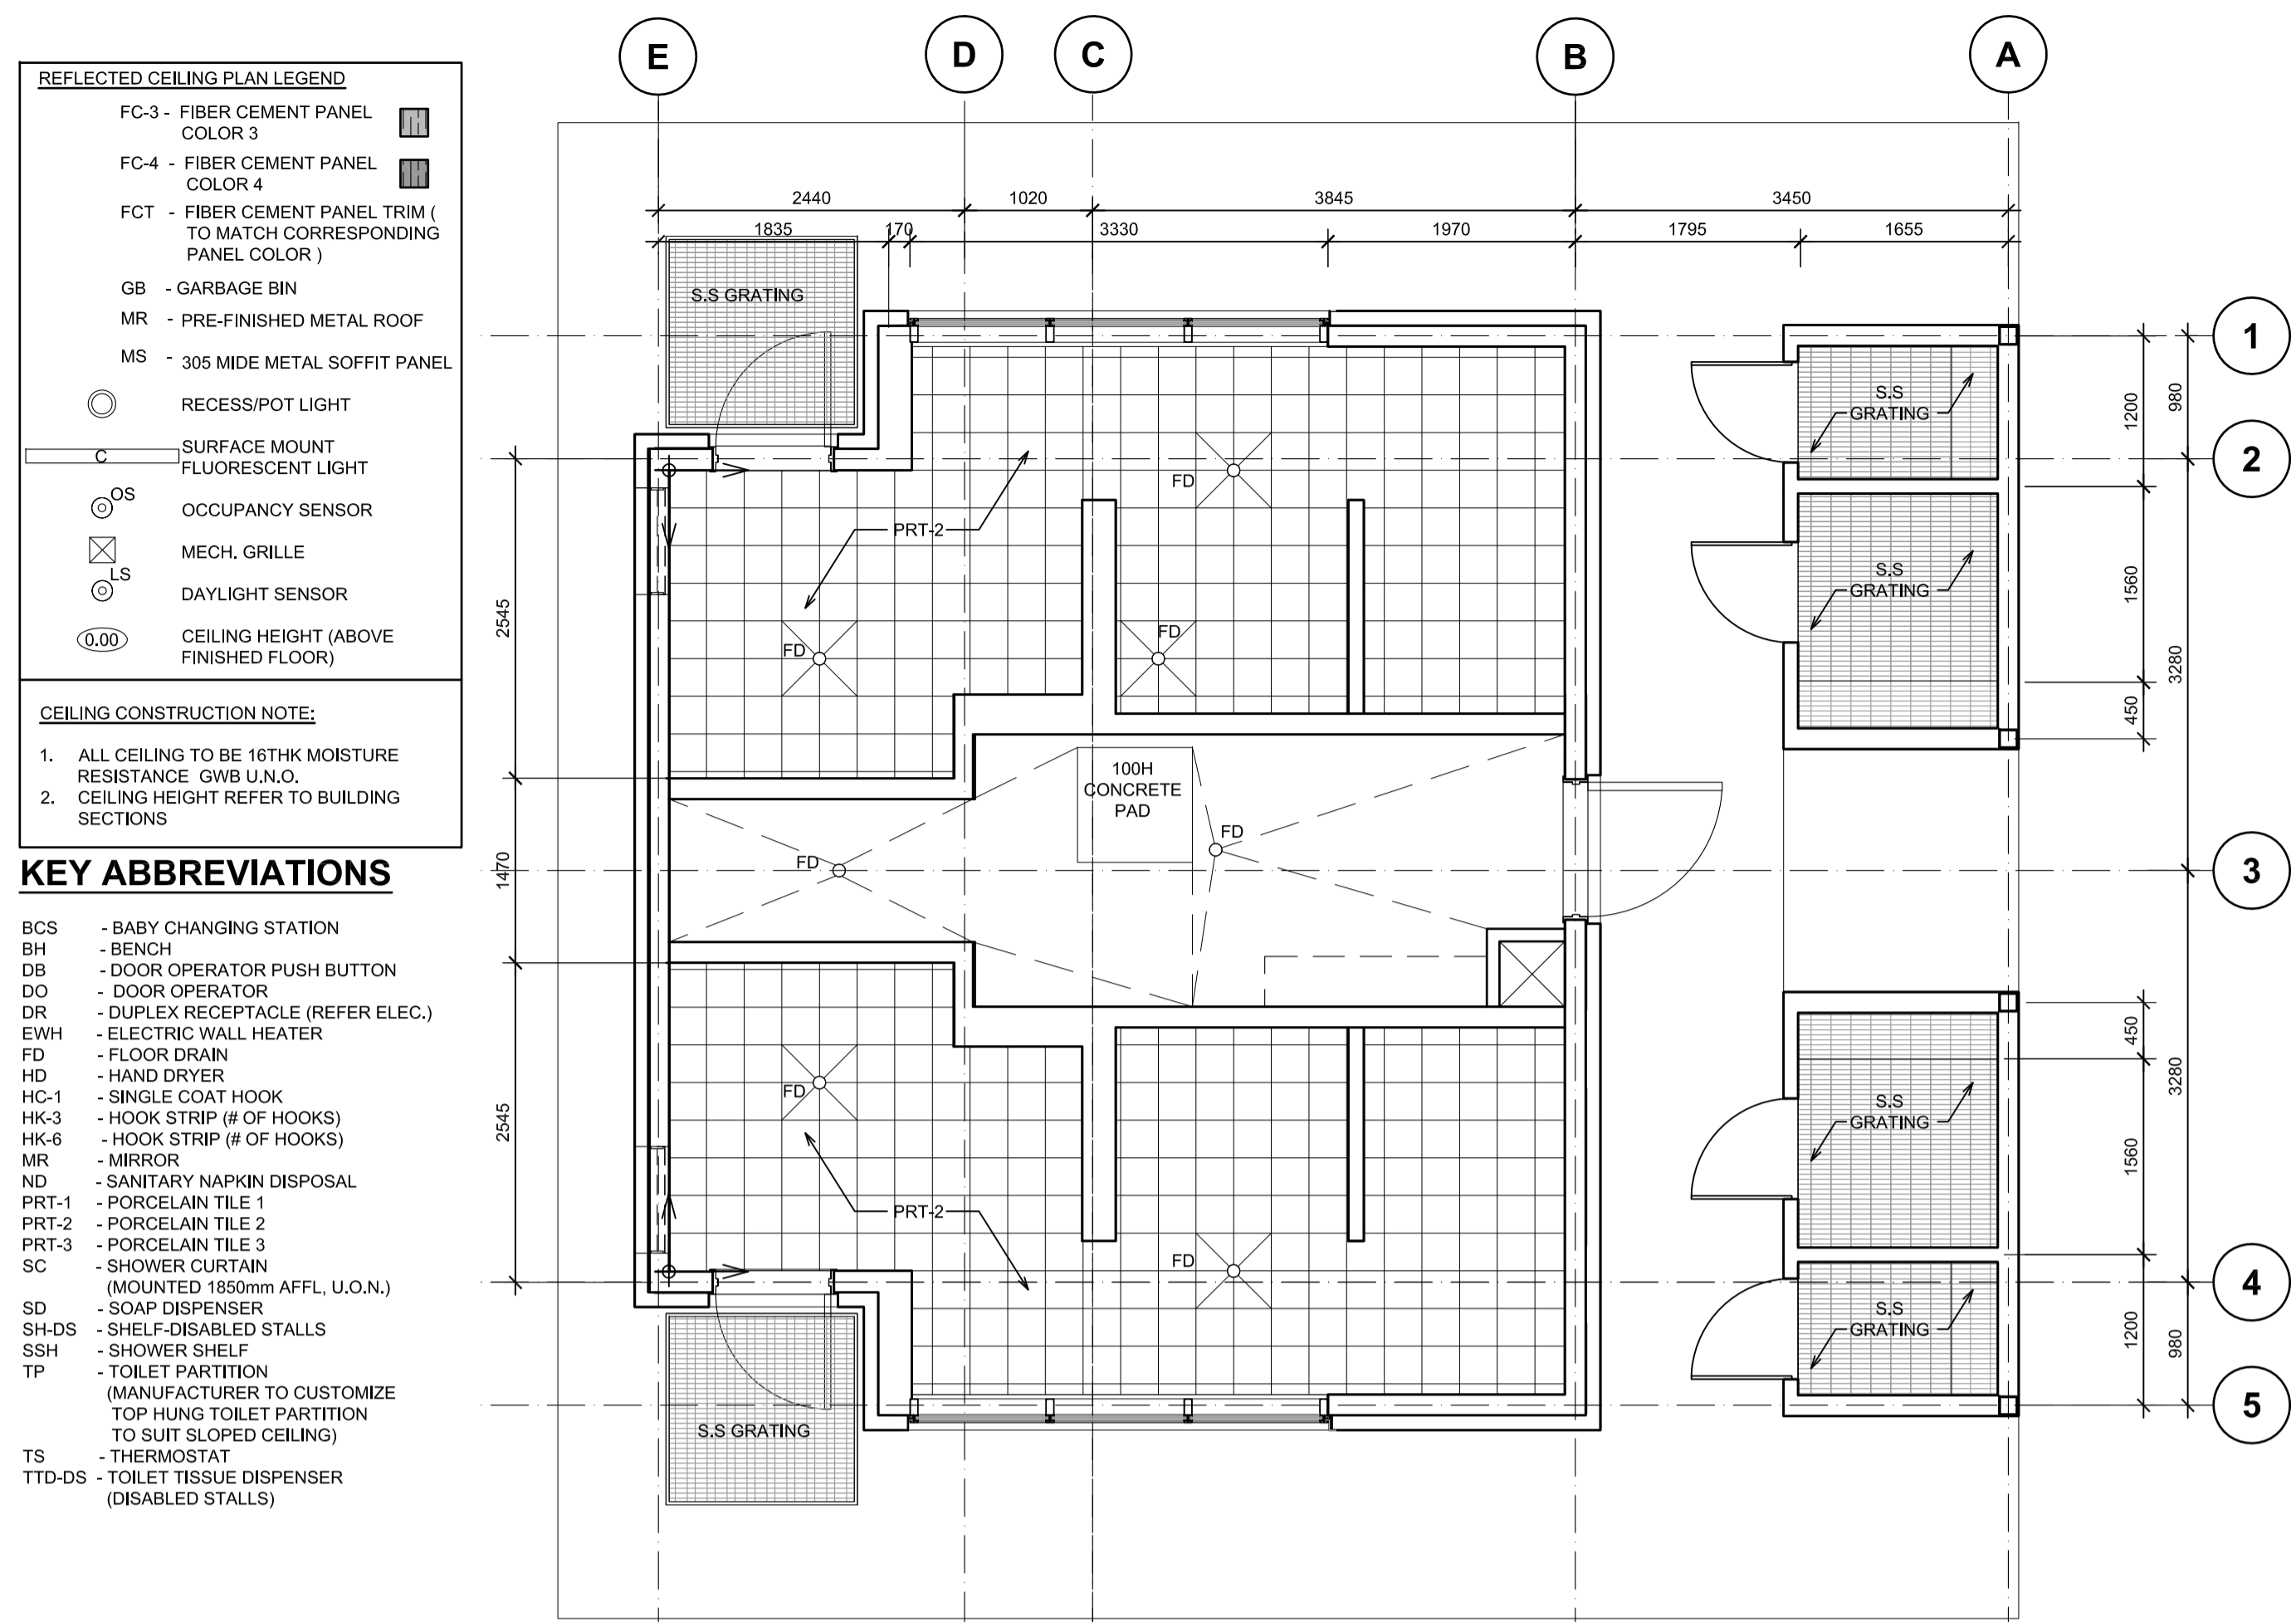 E
D
C
B
A
REFLECTED CEILING PLAN LEGEND
FC-3 - FIBER CEMENT PANEL
COLOR 3
FC-4 - FIBER CEMENT PANEL
COLOR 4
FCT - FIBER CEMENT PANEL TRIM (
TO MATCH CORRESPONDING
PANEL COLOR )
GB - GARBAGE BIN
MR - PRE-FINISHED METAL ROOF
MS - 305 MIDE METAL SOFFIT PANEL
RECESS/POT LIGHT
C
SURFACE MOUNT
FLUORESCENT LIGHT
OS
OCCUPANCY SENSOR
MECH. GRILLE
LS
DAYLIGHT SENSOR
0.00
CEILING HEIGHT (ABOVE
FINISHED FLOOR)
CEILING CONSTRUCTION NOTE:
1. ALL CEILING TO BE 16THK MOISTURE
RESISTANCE GWB U.N.O.
2. CEILING HEIGHT REFER TO BUILDING
SECTIONS
KEY ABBREVIATIONS
BCS - BABY CHANGING STATION
BH - BENCH
DB - DOOR OPERATOR PUSH BUTTON
DO - DOOR OPERATOR
DR - DUPLEX RECEPTACLE (REFER ELEC.)
EWH - ELECTRIC WALL HEATER
FD - FLOOR DRAIN
HD - HAND DRYER
HC-1 - SINGLE COAT HOOK
HK-3 - HOOK STRIP (# OF HOOKS)
HK-6 - HOOK STRIP (# OF HOOKS)
MR - MIRROR
ND - SANITARY NAPKIN DISPOSAL
PRT-1 - PORCELAIN TILE 1
PRT-2 - PORCELAIN TILE 2
PRT-3 - PORCELAIN TILE 3
SC - SHOWER CURTAIN
(MOUNTED 1850mm AFFL, U.O.N.)
SD - SOAP DISPENSER
SH-DS - SHELF-DISABLED STALLS
SSH - SHOWER SHELF
TP - TOILET PARTITION
(MANUFACTURER TO CUSTOMIZE
TOP HUNG TOILET PARTITION
TO SUIT SLOPED CEILING)
TS - THERMOSTAT
TTD-DS - TOILET TISSUE DISPENSER
(DISABLED STALLS)
2440
1020
3845
3450
1835
170
3330
1970
1795
1655
S.S GRATING
1
2
3
4
5
S.S
GRATING
1200
980
FD
PRT-2
S.S
GRATING
1560
2545
FD
FD
3280
450
100H
CONCRETE
PAD
FD
FD
1470
450
FD
S.S
GRATING
3280
2545
1560
PRT-2
FD
S.S
GRATING
1200
980
S.S GRATING